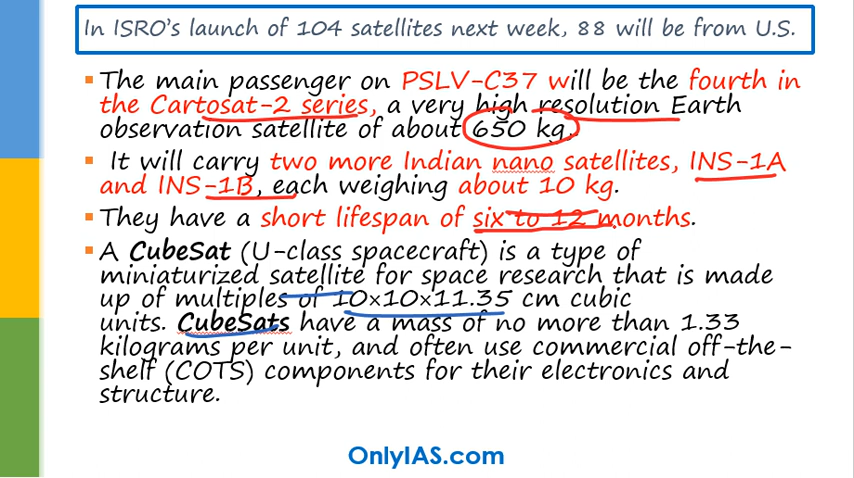 In ISRO's launch of 104 satellites next week, 88 will be from U.S.
▪ The main passenger on PSLV-C37 will be the fourth in
the Cartosat-2 series, a very high resolution Earth
observation satellite of about 650 kg.
▪ It will carry two more Indian nano satellites, INS-1A
and INS-1B, each weighing about 10 kg.
▪ They have a short lifespan of six to 12 months.
▪ A CubeSat (U-class spacecraft) is a type of
miniaturized satellite for space research that is made
up of multiples of 10×10×11.35 cm cubic
units. CubeSats have a mass of no more than 1.33
kilograms per unit, and often use commercial off-the-
shelf (COTS) components for their electronics and
structure.
OnlyIAS.com